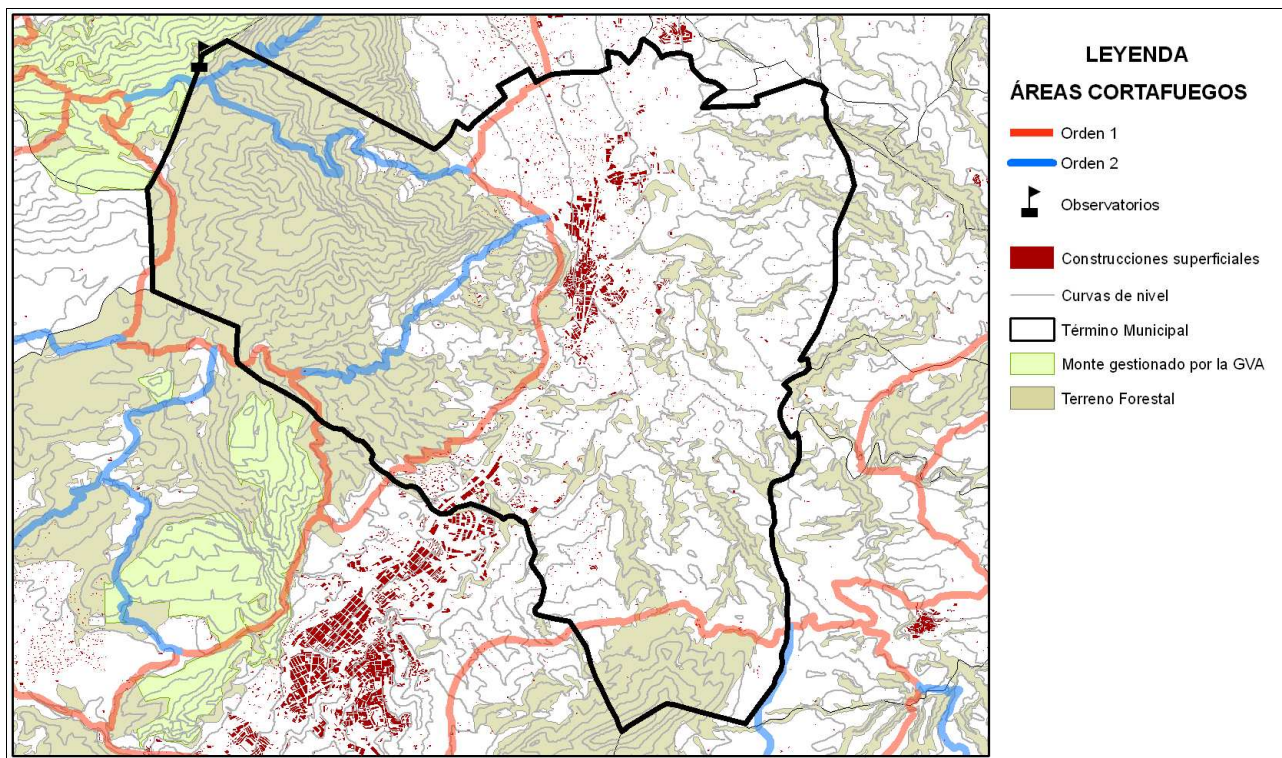 LEYENDA
ÁREAS CORTAFUEGOS
Orden 1
Orden 2
Observatorios
Construcciones superficiales
Curvas de nivel
Término Municipal
Monte gestionado por la GVA
Terreno Forestal